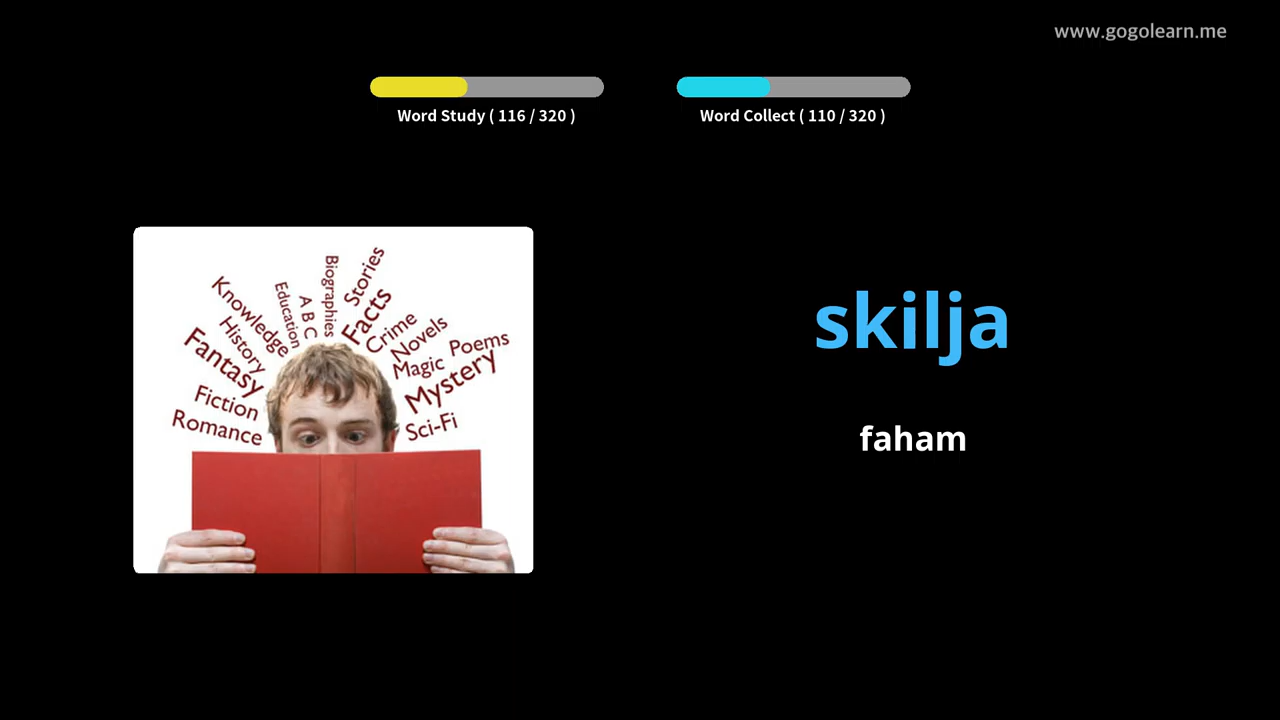 www.gogolearn.me
Word Study ( 116 / 320 )
Word Collect ( 110 / 320 )
Knowledge
Education
A B C
Biographies
Stories
Facts
History
Crime
Novels
Fantasy
Magic
Poems
Mystery
Fiction
Romance
Sci-Fi
skilja
faham